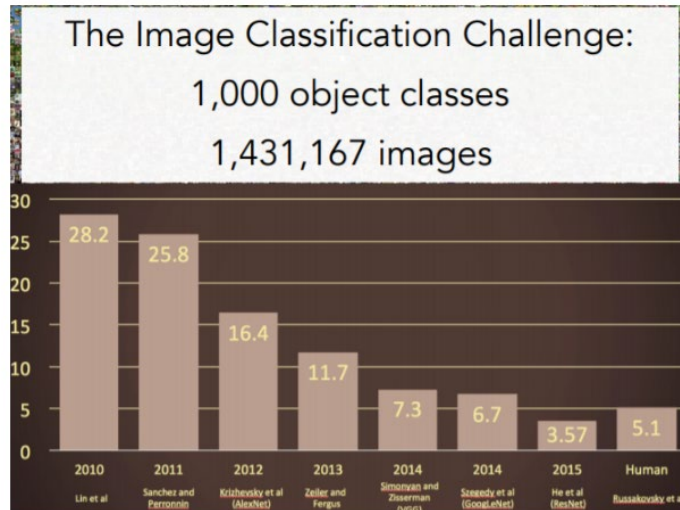 The Image Classification Challenge:
1,000 object classes
1,431,167 images
30
25
20
15
10
5
0
28.2
25.8
16.4
11.7
7.3
6.7
3.57
5.1
2010
2011
2012
2013
2014
2014
2015
Human
Lin et al
Sanchez and
Perronnin
Krizhevsky et al
(AlexNet)
Zeiler and
Fergus
Simonyan and
Zisserman
Szegedy et al
(GoogLeNet)
He et al
(ResNet)
Russakovsky et a